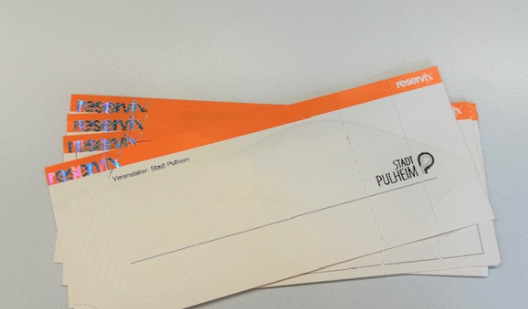 reservix
reservix
reservix
reservix
reservix
Veranstalter: Stadt Pulheim
STADT
PULHEIM